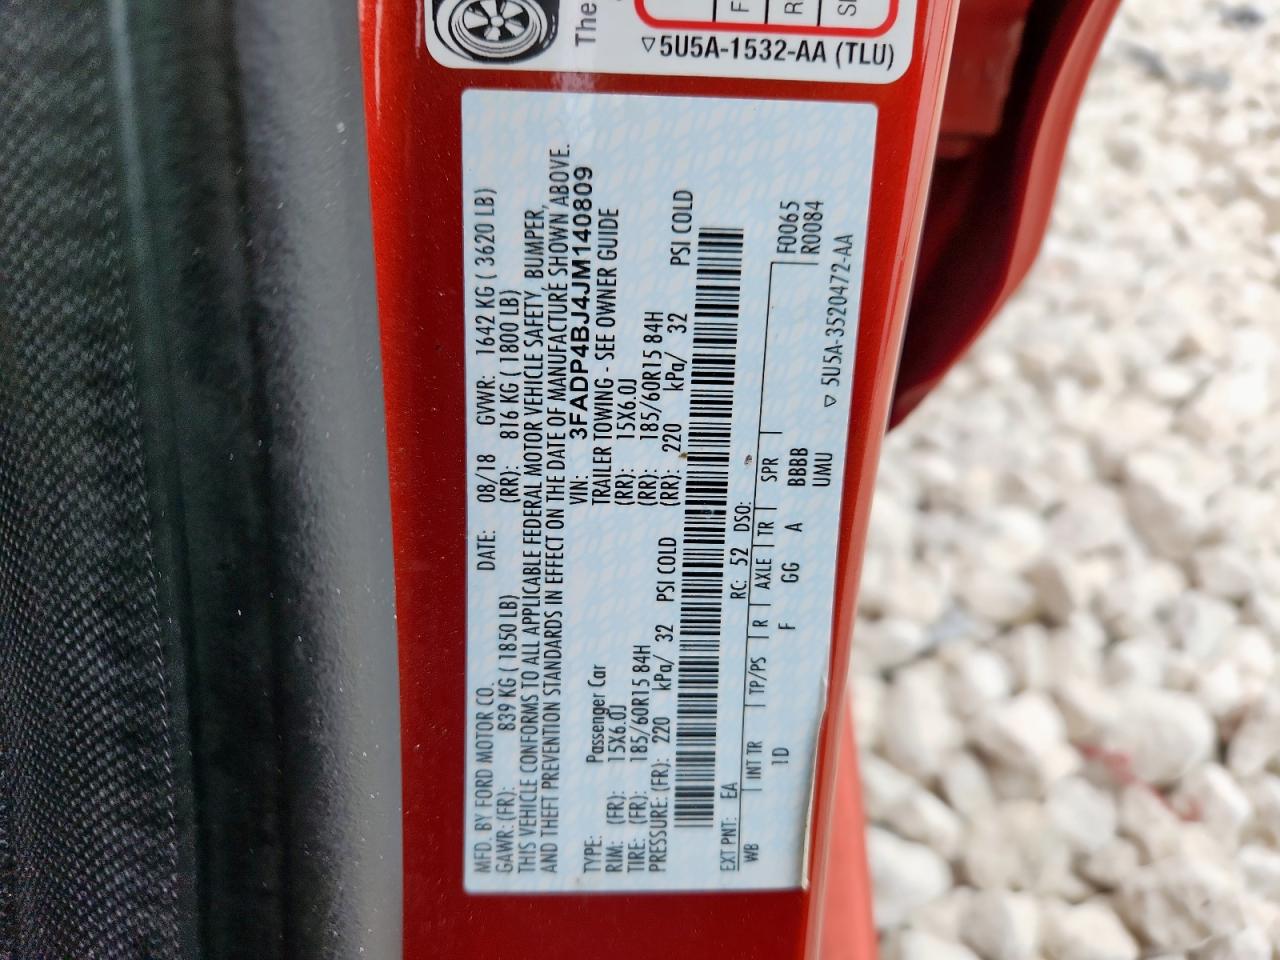 The
F
R
5U5A-1532-AA (TLU)
MFD. BY FORD MOTOR CO. DATE: 08/18 GVWR: 1642 KG ( 3620 LB)
GAWR: (FR): 839 KG ( 1850 LB) (RR): 816 KG ( 1800 LB)
THIS VEHICLE CONFORMS TO ALL APPLICABLE FEDERAL MOTOR VEHICLE SAFETY, BUMPER,
AND THEFT PREVENTION STANDARDS IN EFFECT ON THE DATE OF MANUFACTURE SHOWN ABOVE.
VIN: 3FADP4BJ4JM140809
TYPE: Passenger Car TRAILER TOWING - SEE OWNER GUIDE
RIM: (FR): 15X6.0J (RR): 15X6.0J
TIRE: (FR): 185/60R15 84H (RR): 185/60R15 84H
PRESSURE: (FR): 220 kPa/ 32 PSI COLD (RR): 220 kPa/ 32 PSI COLD
EXT PNT: EA RC: 52 DSO: F0065
WB INT TR TP/PS R AXLE TR SPR R0084
1D F GG A BBBB
UMU
5U5A-3520472-AA